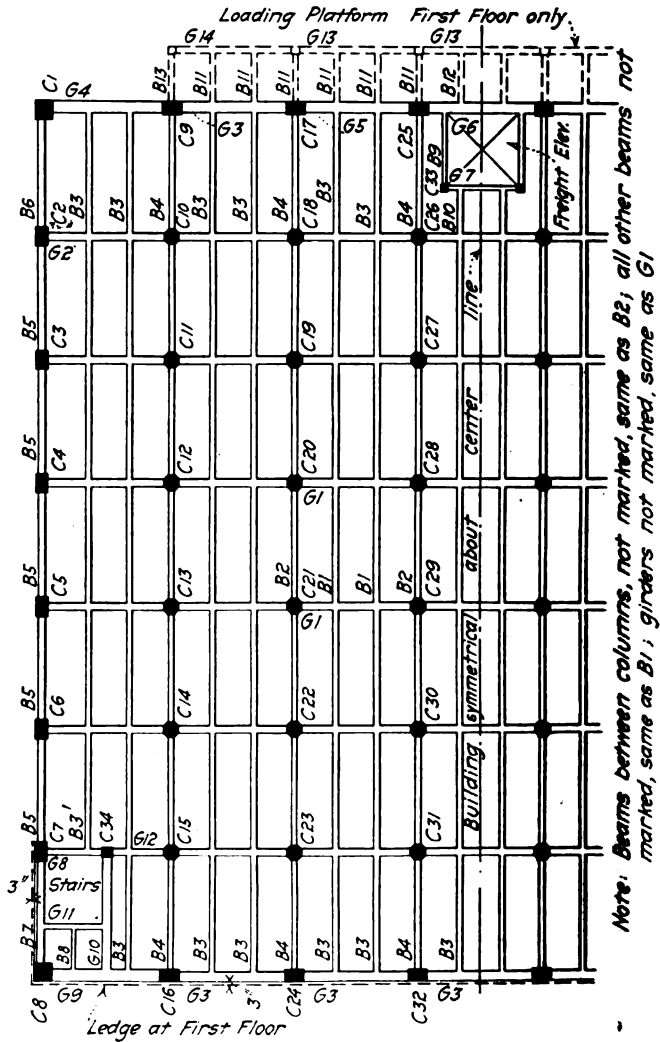 Loading Platform First Floor only
G14 G13 G13
C1 G4 B13 B11 B11 B11 B11 B11 B11 B12
C9 G3 C17 G5 C25 G6
B9 G7 C33
Freight Elev.
B6 C2 B3 B3 B4 C10 B3 B3 B4 C18 B3 B3 B4 C26 B10
G2
B5 C3 C11 C19 C27 line
B5 C4 C12 C20 C28 center
G1
B5 C5 C13 B2 C21 B1 B1 B2 C29 about
G1
B5 C6 C14 C22 C30 symmetrical
B5 C7 B3' C34 G12 C15 C23 C31 Building
G8
Stairs
3"
G11
B7 B8 G10 B3 B4 B3 B3 B4 B3 B3 B4 B3
C8 G9 C16 G3 3" C24 G3 C32 G3
Ledge at First Floor
Note: Beams between columns, not marked, same as B2; all other beams not
marked, same as B1; girders not marked, same as G1